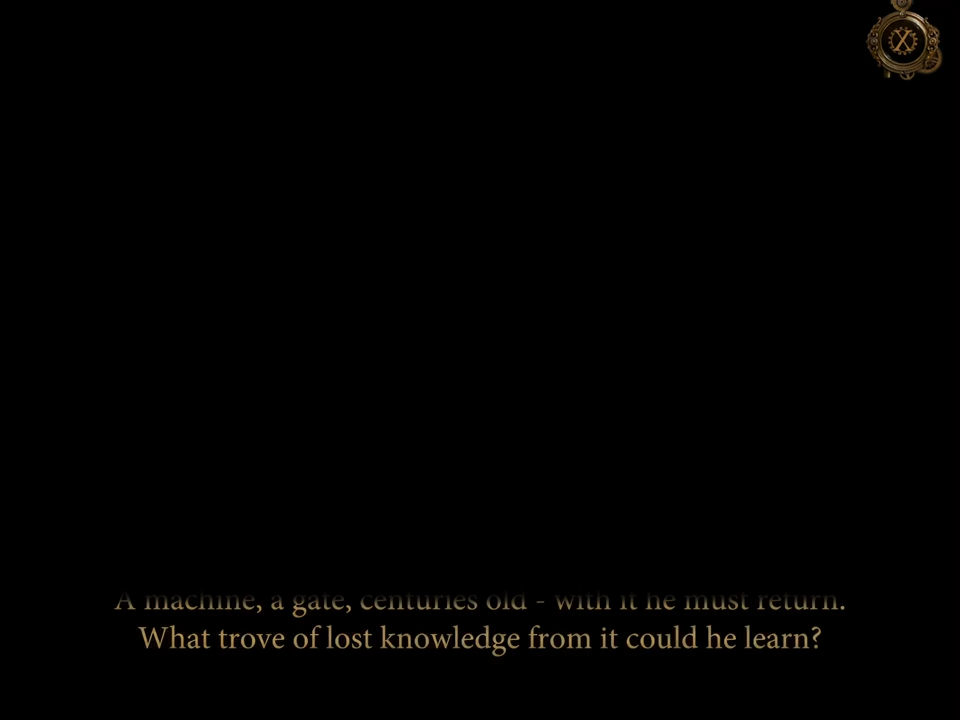 A machine, a gate, centuries old - with it he must return.
What trove of lost knowledge from it could he learn?
X